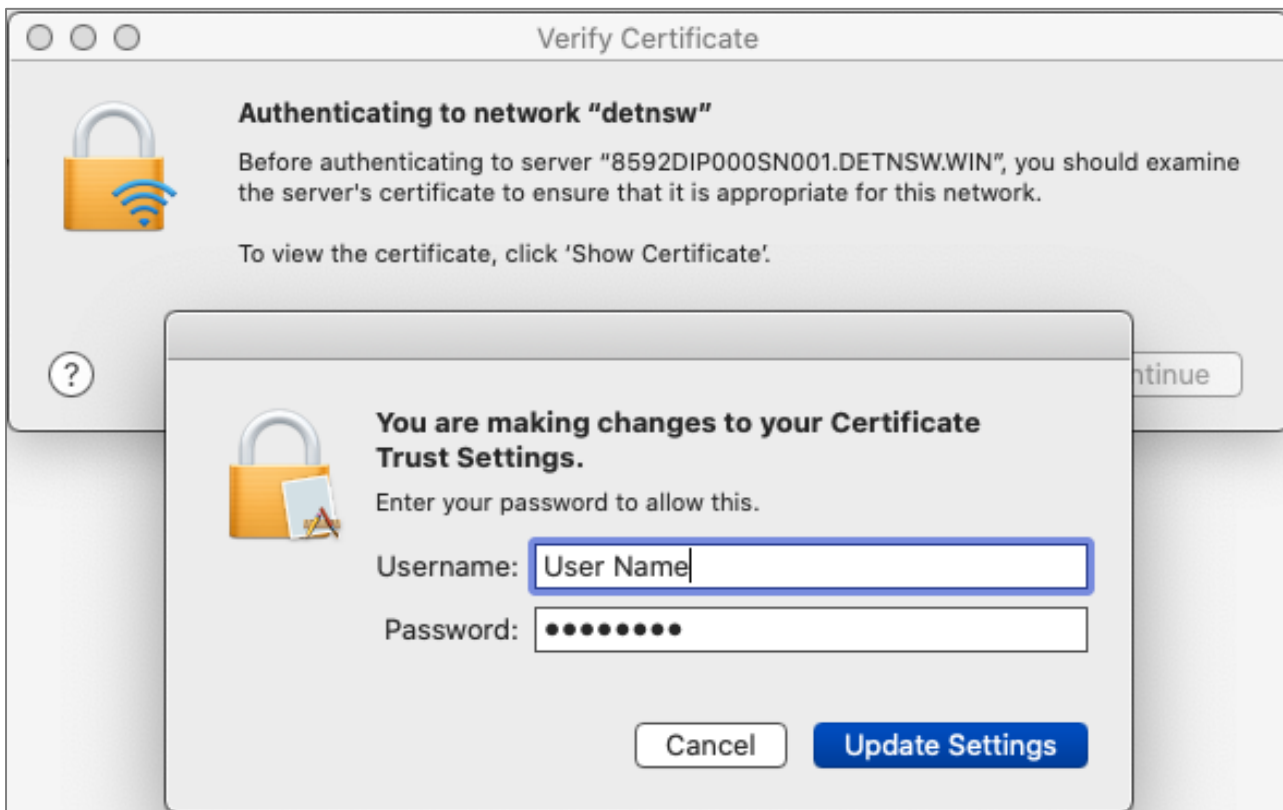 Verify Certificate
Authenticating to network “detnsw”
Before authenticating to server “8592DIP000SN001.DETNSW.WIN”, you should examine
the server's certificate to ensure that it is appropriate for this network.
To view the certificate, click ‘Show Certificate’.
?
ntinue
You are making changes to your Certificate
Trust Settings.
Enter your password to allow this.
Username: User Name
Password: ••••••••
Cancel Update Settings